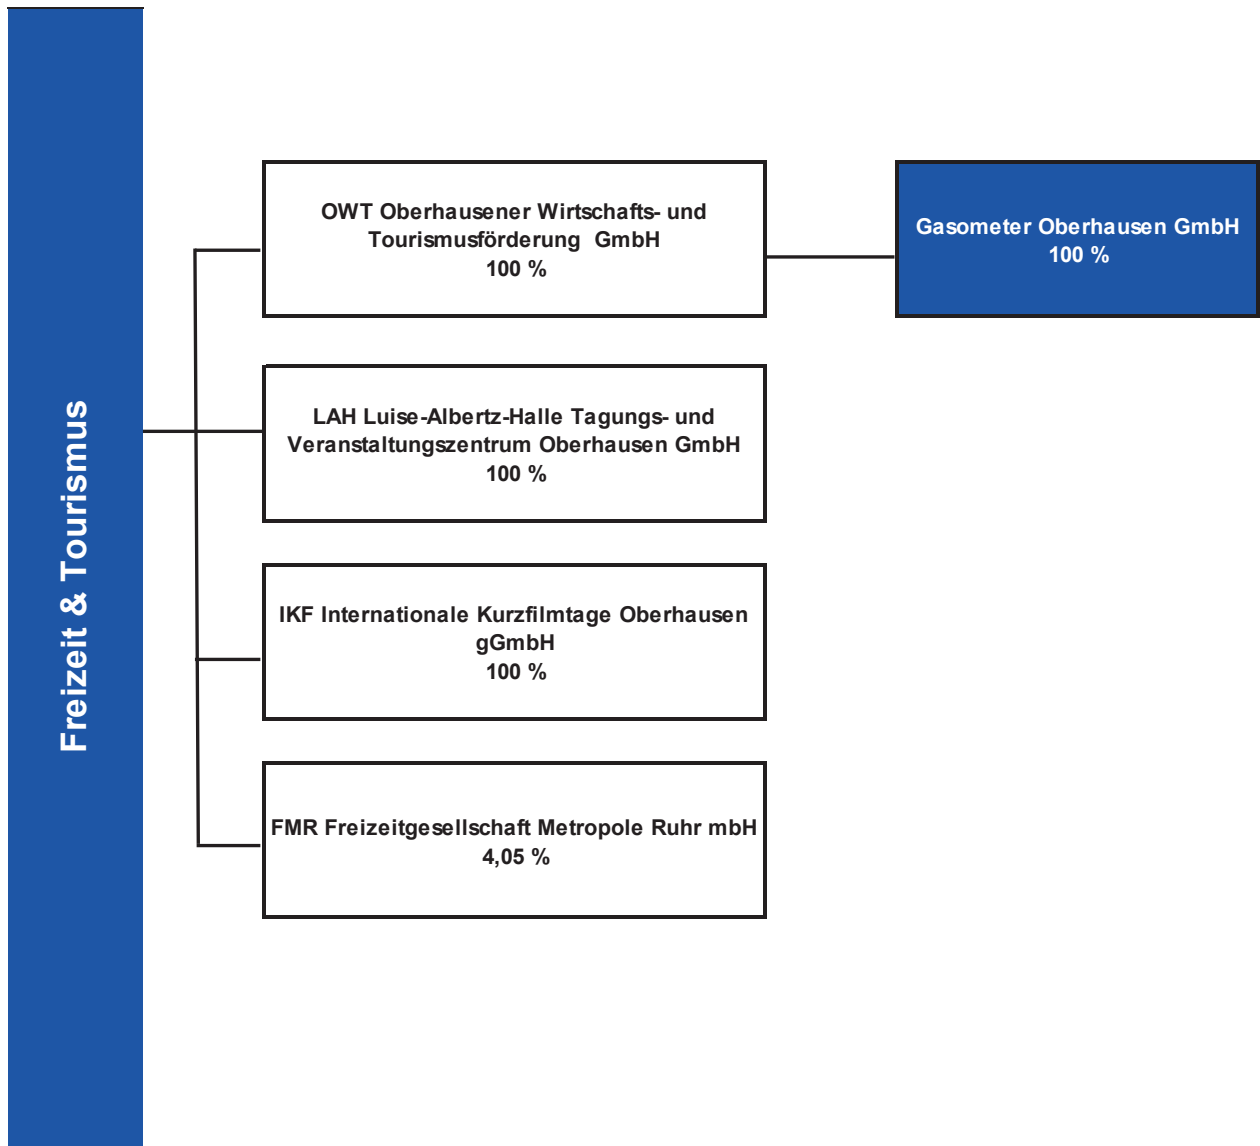 Freizeit & Tourismus
OWT Oberhausener Wirtschafts- und
Tourismusförderung GmbH
100 %
Gasometer Oberhausen GmbH
100 %
LAH Luise-Albertz-Halle Tagungs- und
Veranstaltungszentrum Oberhausen GmbH
100 %
IKF Internationale Kurzfilmtage Oberhausen
gGmbH
100 %
FMR Freizeitgesellschaft Metropole Ruhr mbH
4,05 %